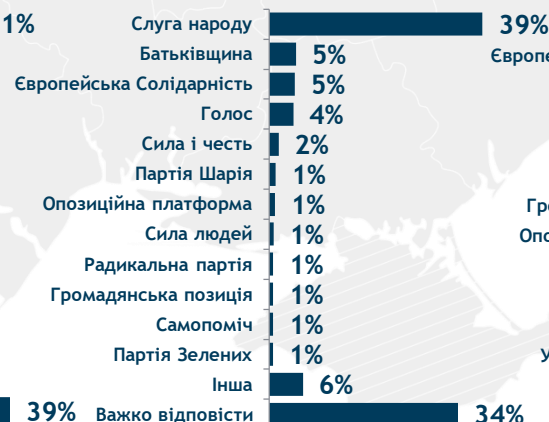 1% Слуга народу 39%
Батьківщина 5%
Європейська Солідарність 5%
Голос 4%
Сила і честь 2%
Партія Шарія 1%
Опозиційна платформа 1%
Сила людей 1%
Радикальна партія 1%
Громадянська позиція 1%
Самопоміч 1%
Партія Зелених 1%
Інша 6%
39% Важко відповісти 34%